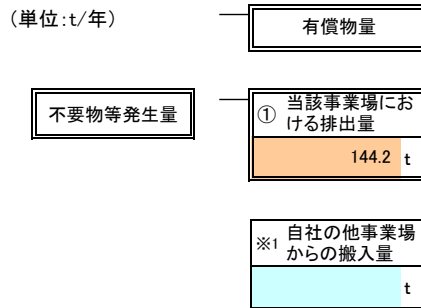 (単位:t/年)
有償物量
不要物等発生量
① 当該事業場にお
ける排出量
144.2 t
※1 自社の他事業場
からの搬入量
t